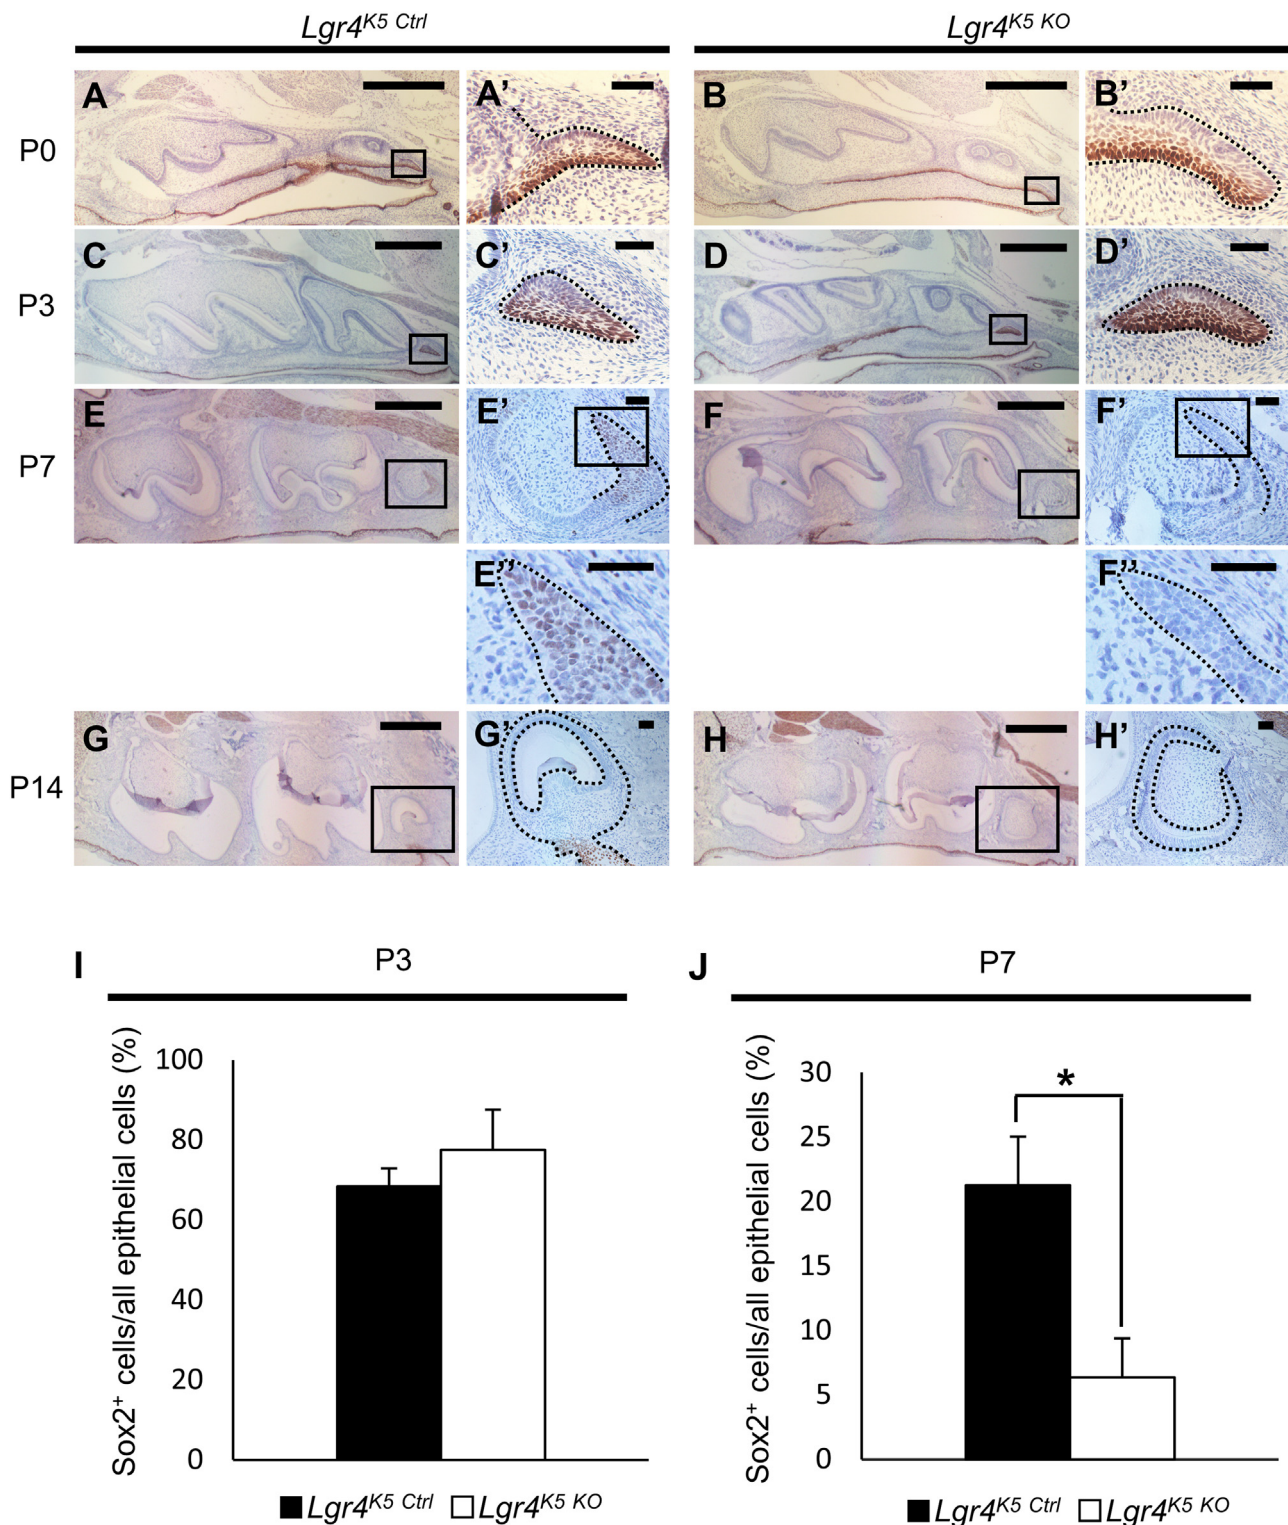 Lgr4K5 Ctrl Lgr4K5 KO
P0 A A’ B B’
P3 C C’ D D’
P7 E E’ F F’
E’’ F’’
P14 G G’ H H’
I P3 J P7
Sox2+ cells/all epithelial cells (%)
100
80
60
40
20
0
Lgr4K5 Ctrl Lgr4K5 KO
Sox2+ cells/all epithelial cells (%)
30
25
20
15
10
5
0
*
Lgr4K5 Ctrl Lgr4K5 KO